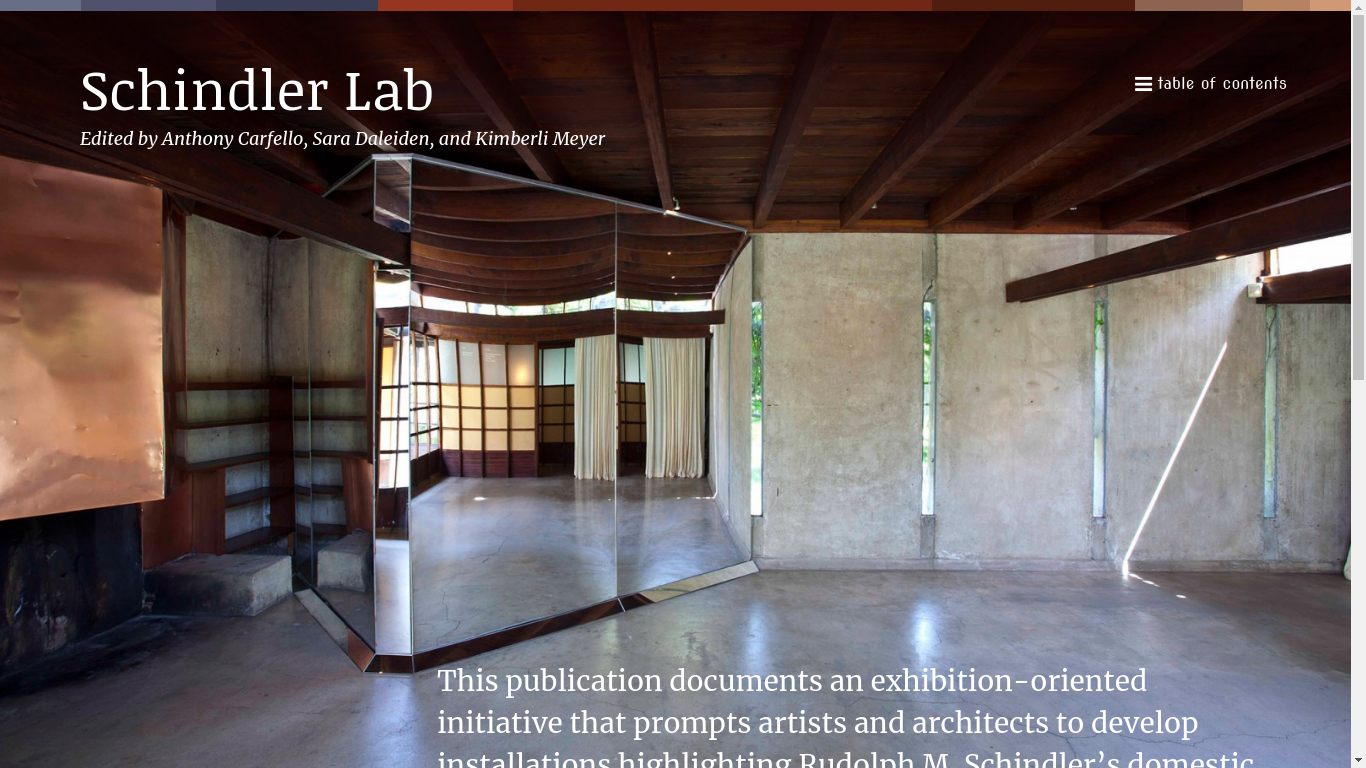 Schindler Lab
table of contents
Edited by Anthony Carfello, Sara Daleiden, and Kimberli Meyer
This publication documents an exhibition-oriented
initiative that prompts artists and architects to develop
installations highlighting Rudolph M. Schindler’s domestic